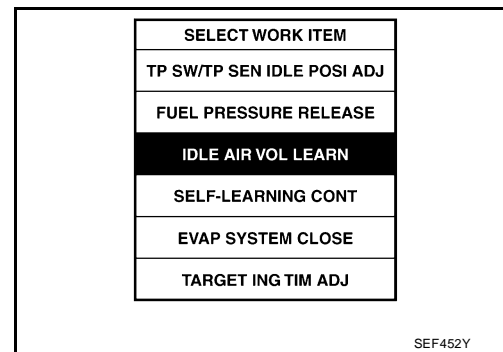 SELECT WORK ITEM
TP SW/TP SEN IDLE POSI ADJ
FUEL PRESSURE RELEASE
IDLE AIR VOL LEARN
SELF-LEARNING CONT
EVAP SYSTEM CLOSE
TARGET ING TIM ADJ
SEF452Y